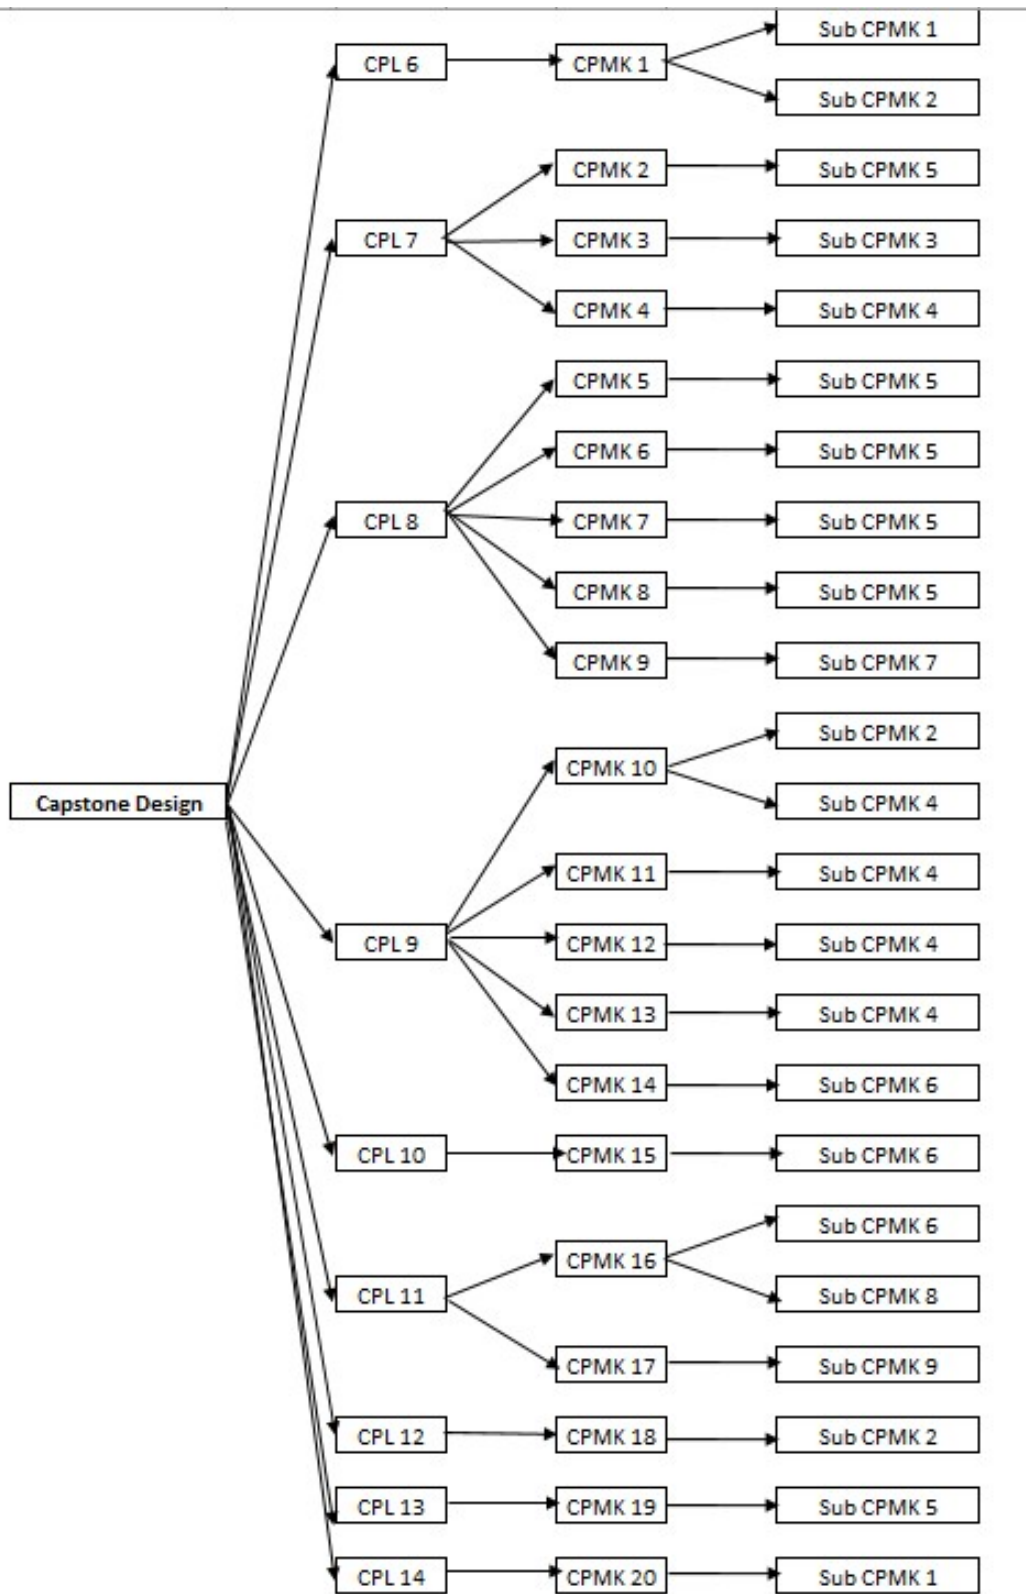 Sub CPMK 1
CPL 6
CPMK 1
Sub CPMK 2
CPMK 2
Sub CPMK 5
CPL 7
CPMK 3
Sub CPMK 3
CPMK 4
Sub CPMK 4
CPMK 5
Sub CPMK 5
CPMK 6
Sub CPMK 5
CPL 8
CPMK 7
Sub CPMK 5
CPMK 8
Sub CPMK 5
CPMK 9
Sub CPMK 7
Sub CPMK 2
CPMK 10
Capstone Design
Sub CPMK 4
CPMK 11
Sub CPMK 4
CPL 9
CPMK 12
Sub CPMK 4
CPMK 13
Sub CPMK 4
CPMK 14
Sub CPMK 6
CPL 10
CPMK 15
Sub CPMK 6
Sub CPMK 6
CPMK 16
CPL 11
Sub CPMK 8
CPMK 17
Sub CPMK 9
CPL 12
CPMK 18
Sub CPMK 2
CPL 13
CPMK 19
Sub CPMK 5
CPL 14
CPMK 20
Sub CPMK 1